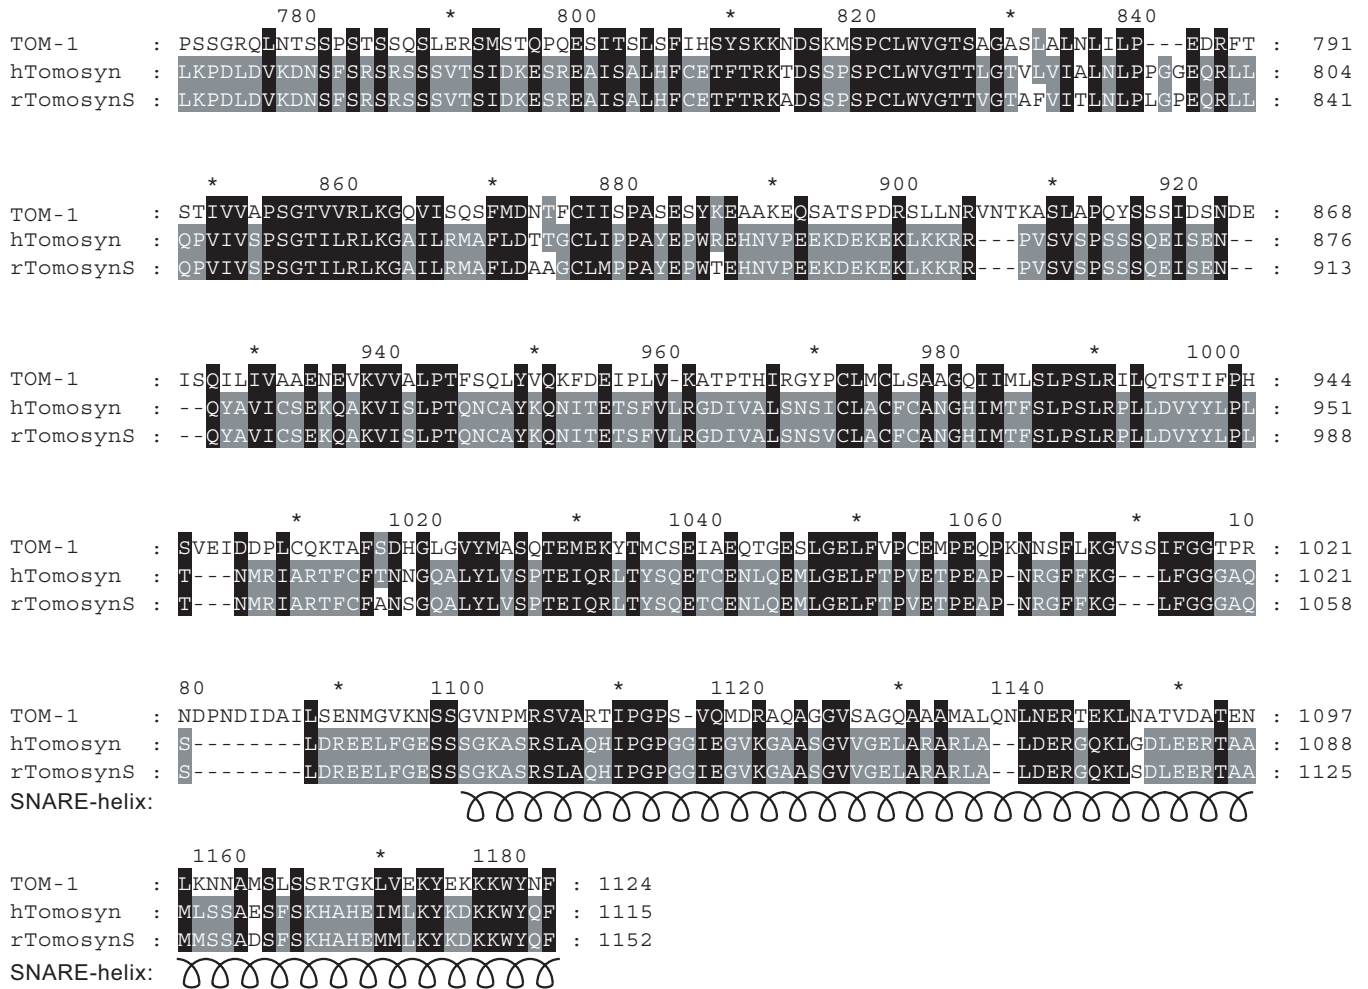 780 * 800 * 820 * 840
TOM-1 : PSSGRQLNTSSPSTSSQSLERSMSTQPQESITSLSFIHSYSKKNDSKMSPCLWVGTSAGASLALNLILP---EDRFT : 791
hTomosyn : LKPDLDVKDNSFSRSRSSSVTSIDKESREAISALHFCETFTRKTDSSPSPCLWVGTTLGTVLVIALNLPPGGEQRLL : 804
rTomosynS : LKPDLDVKDNSFSRSRSSSVTSIDKESREAISALHFCETFTRKADSSPSPCLWVGTTVGTAFVITLNLPLGPEQRLL : 841
* 860 * 880 * 900 * 920
TOM-1 : STIVVAPSGTVVRLKGQVISQSFMDNTFCIISPASESYKEAAKEQSATSPDRSLLNRVNTKASLAPQYSSSIDSNDE : 868
hTomosyn : QPVIVSPSGTILRLKGAILRMAFLDTTGCLIPPAYEPWREHNVPEEKDEKEKLKKRR---PVSVSPSSSQEISEN-- : 876
rTomosynS : QPVIVSPSGTILRLKGAILRMAFLDAAGCLMPPAYEPWTEHNVPEEKDEKEKLKKRR---PVSVSPSSSQEISEN-- : 913
* 940 * 960 * 980 * 1000
TOM-1 : ISQILIVAAENEVKVVALPTFSQLYVQKFDEIPLV-KATPTHIRGYPCLMCLSAAGQIIMLSLPSLRILQTSTIFPH : 944
hTomosyn : --QYAVICSEKQAKVISLPTQNCAYKQNITETSFVLRGDIVALSNSICLACFCANGHIMTFSLPSLRPLLDVYYLPL : 951
rTomosynS : --QYAVICSEKQAKVISLPTQNCAYKQNITETSFVLRGDIVALSNSVCLACFCANGHIMTFSLPSLRPLLDVYYLPL : 988
* 1020 * 1040 * 1060 * 10
TOM-1 : SVEIDDPLCQKTAFSDHGLGVYMASQTEMEKYTMCSEIAEQTGESLGELFVPCEMPEQPKNNSFLKGVSSIFGGTPR : 1021
hTomosyn : T---NMRIARTFCFTNNGQALYLVSPTEIQRLTYSQETCENLQEMLGELFTPVETPEAP-NRGFFKG---LFGGGAQ : 1021
rTomosynS : T---NMRIARTFCFANSGQALYLVSPTEIQRLTYSQETCENLQEMLGELFTPVETPEAP-NRGFFKG---LFGGGAQ : 1058
80 * 1100 * 1120 * 1140 *
TOM-1 : NDPNDIDAILSENMGVKNSSGVNPMRSVARTIPGPS-VQMDRAQAGGVSAGQAAAMALQNLNERTEKLNATVDATEN : 1097
hTomosyn : S--------LDREELFGESSSGKASRSLAQHIPGPGGIEGVKGAASGVVGELARARLA--LDERGQKLGDLEERTAA : 1088
rTomosynS : S--------LDREELFGESSSGKASRSLAQHIPGPGGIEGVKGAASGVVGELARARLA--LDERGQKLSDLEERTAA : 1125
SNARE-helix:
1160 * 1180
TOM-1 : LKNNAMSLSSRTGKLVEKYEKKKWYNF : 1124
hTomosyn : MLSSAESFSKHAHEIMLKYKDKKWYQF : 1115
rTomosynS : MMSSADSFSKHAHEMMLKYKDKKWYQF : 1152
SNARE-helix: